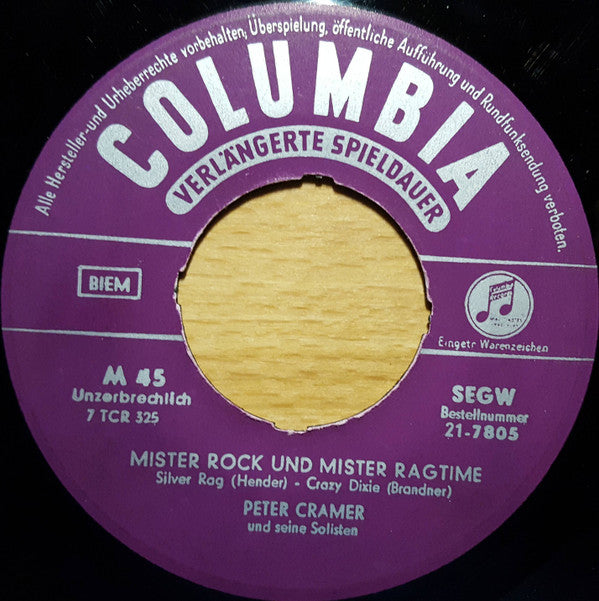 Alle Hersteller-und Urheberrechte vorbehalten, Überspielung, öffentliche Aufführung und Rundfunksendung verboten.
COLUMBIA
VERLÄNGERTE SPIELDAUER
BIEM
Eingetr Warenzeichen
M 45
Unzerbrechlich
7 TCR 325
SEGW
Bestellnummer
21-7805
MISTER ROCK UND MISTER RAGTIME
Silver Rag (Hender) - Crazy Dixie (Brandner)
PETER CRAMER
und seine Solisten